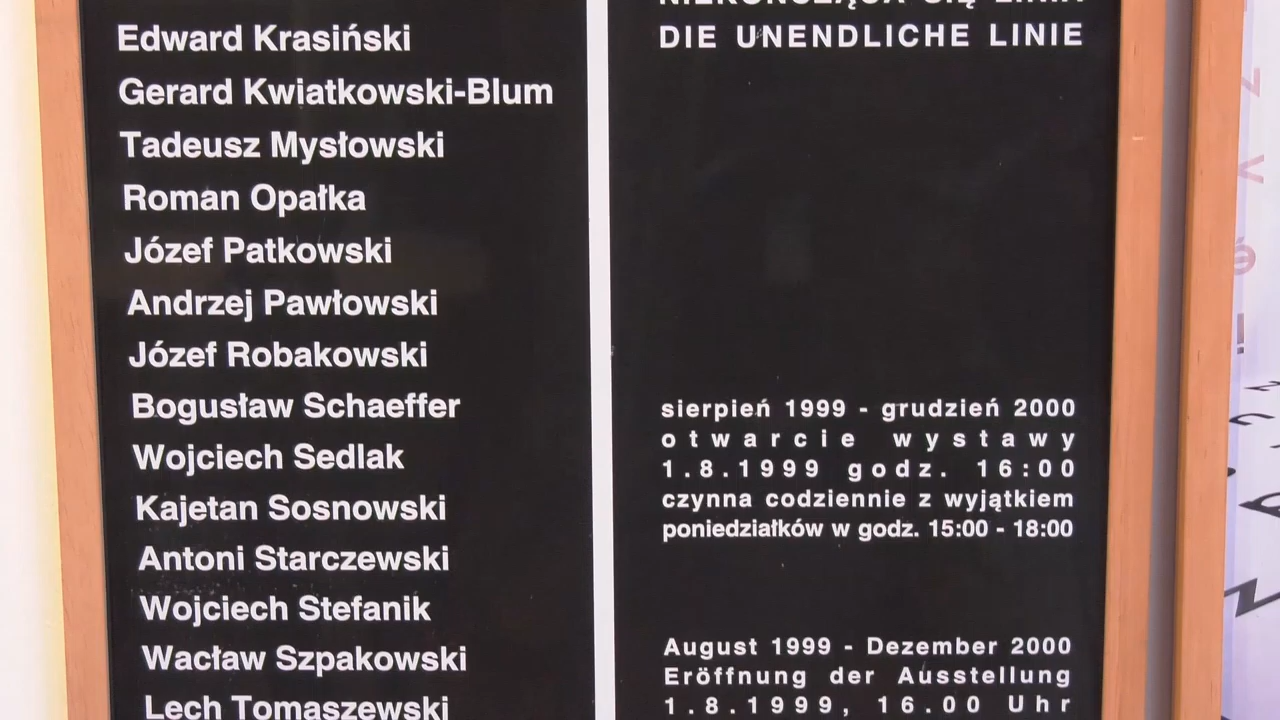 Edward Krasiński
Gerard Kwiatkowski-Blum
Tadeusz Mysłowski
Roman Opałka
Józef Patkowski
Andrzej Pawłowski
Józef Robakowski
Bogusław Schaeffer
Wojciech Sedlak
Kajetan Sosnowski
Antoni Starczewski
Wojciech Stefanik
Wacław Szpakowski
Lech Tomaszewski
NIEKOŃCZĄCA SIĘ LINIA
DIE UNENDLICHE LINIE
sierpień 1999 - grudzień 2000
otwarcie wystawy
1.8.1999 godz. 16:00
czynna codziennie z wyjątkiem
poniedziałków w godz. 15:00 - 18:00
August 1999 - Dezember 2000
Eröffnung der Ausstellung
1.8.1999, 16.00 Uhr